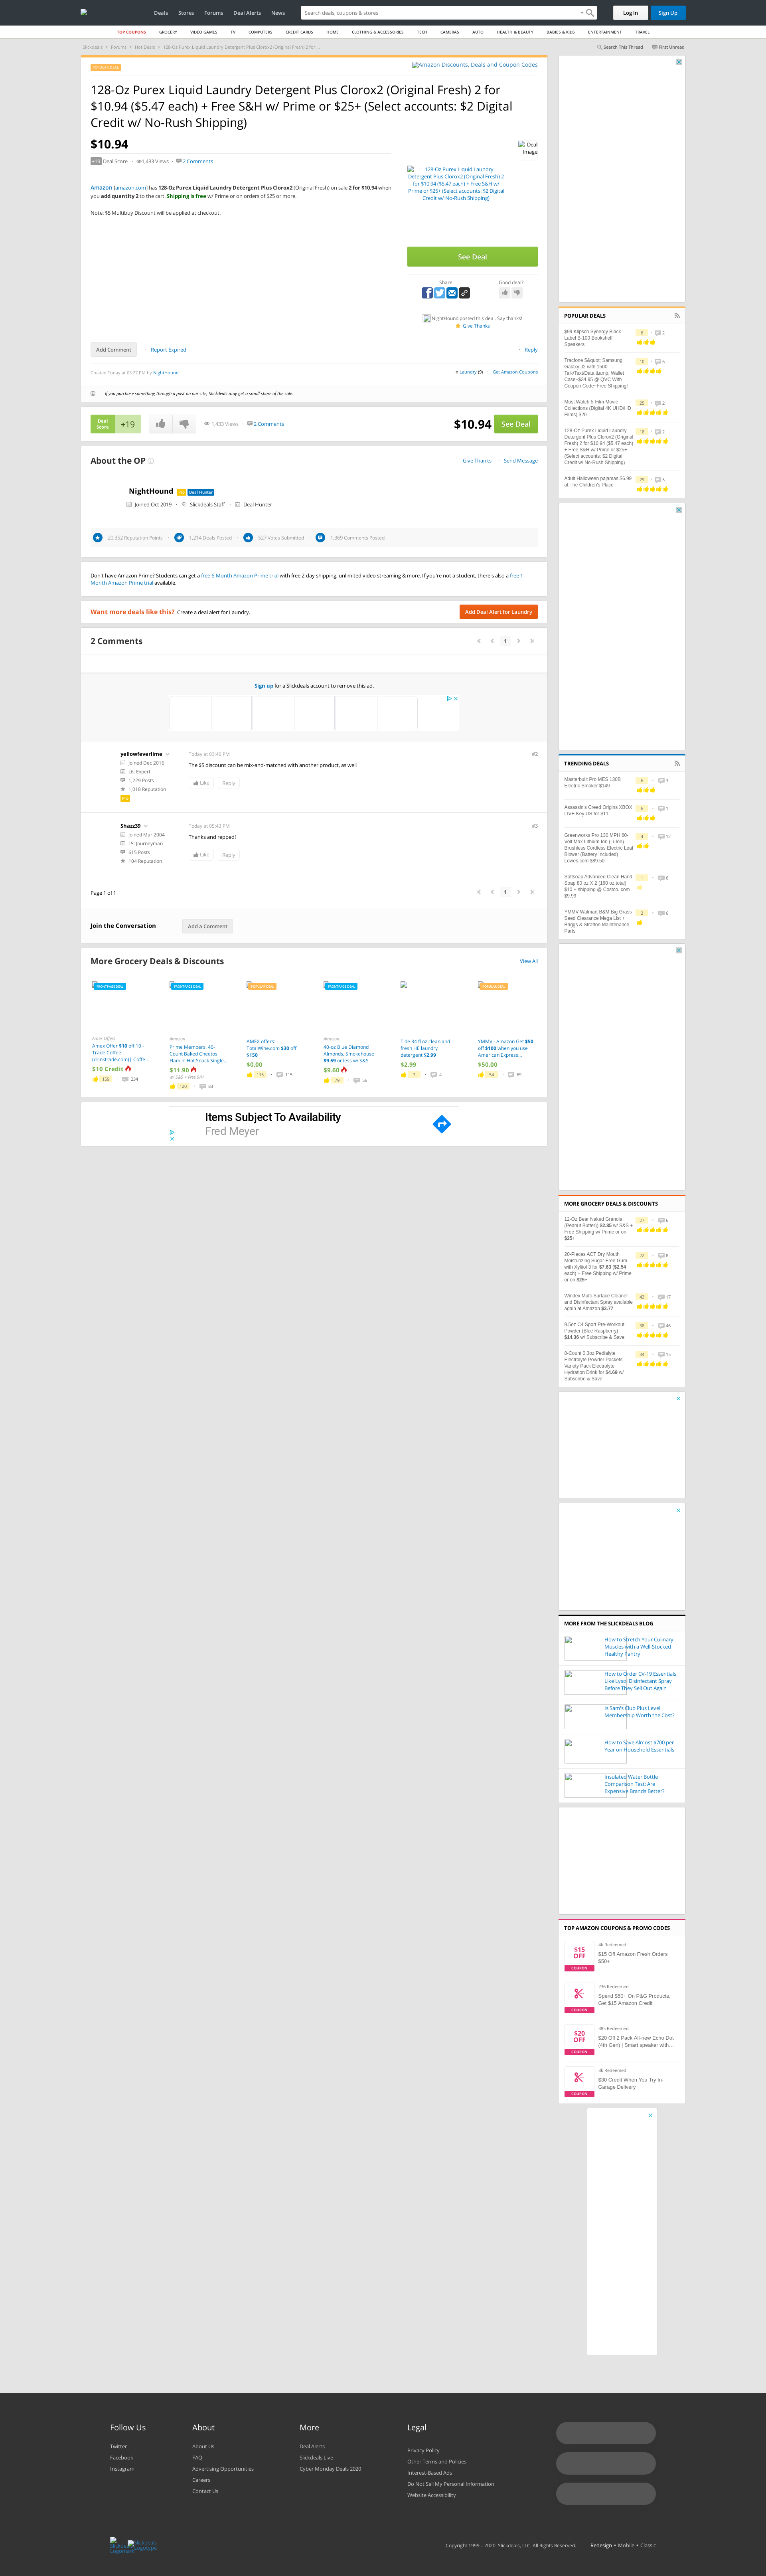 Deals Stores Forums Deal Alerts News
Search deals, coupons & stores
Log In Sign Up
TOP COUPONS GROCERY VIDEO GAMES TV COMPUTERS CREDIT CARDS HOME CLOTHING & ACCESSORIES TECH CAMERAS AUTO HEALTH & BEAUTY BABIES & KIDS ENTERTAINMENT TRAVEL
Slickdeals › Forums › Hot Deals › 128-Oz Purex Liquid Laundry Detergent Plus Clorox2 (Original Fresh) 2 for ...
Search This Thread First Unread
POPULAR DEAL
Amazon Discounts, Deals and Coupon Codes
128-Oz Purex Liquid Laundry Detergent Plus Clorox2 (Original Fresh) 2 for
$10.94 ($5.47 each) + Free S&H w/ Prime or $25+ (Select accounts: $2 Digital
Credit w/ No-Rush Shipping)
$10.94
Deal
Image
+19 Deal Score 1,433 Views 2 Comments
Amazon [amazon.com] has 128-Oz Purex Liquid Laundry Detergent Plus Clorox2 (Original Fresh) on sale 2 for $10.94 when
you add quantity 2 to the cart. Shipping is free w/ Prime or on orders of $25 or more.
Note: $5 Multibuy Discount will be applied at checkout.
128-Oz Purex Liquid Laundry
Detergent Plus Clorox2 (Original Fresh) 2
for $10.94 ($5.47 each) + Free S&H w/
Prime or $25+ (Select accounts: $2 Digital
Credit w/ No-Rush Shipping)
See Deal
Share Good deal?
NightHound posted this deal. Say thanks!
Give Thanks
Add Comment Report Expired Reply
Created Today at 03:27 PM by NightHound
in Laundry (5) Get Amazon Coupons
If you purchase something through a post on our site, Slickdeals may get a small share of the sale.
Deal
Score
+19
1,433 Views 2 Comments
$10.94 See Deal
About the OP
Give Thanks Send Message
NightHound Pro Deal Hunter
Joined Oct 2019 Slickdeals Staff Deal Hunter
20,352 Reputation Points 1,214 Deals Posted 527 Votes Submitted 1,369 Comments Posted
Don't have Amazon Prime? Students can get a free 6-Month Amazon Prime trial with free 2-day shipping, unlimited video streaming & more. If you're not a student, there's also a free 1-
Month Amazon Prime trial available.
Want more deals like this? Create a deal alert for Laundry.
Add Deal Alert for Laundry
2 Comments
1
Sign up for a Slickdeals account to remove this ad.
yellowfeverlime
Joined Dec 2016
L6: Expert
1,229 Posts
1,018 Reputation
Pro
Today at 03:40 PM
#2
The $5 discount can be mix-and-matched with another product, as well
Like Reply
Shazz39
Joined Mar 2004
L5: Journeyman
615 Posts
104 Reputation
Today at 05:43 PM
#3
Thanks and repped!
Like Reply
Page 1 of 1
1
Join the Conversation
Add a Comment
More Grocery Deals & Discounts
View All
FRONTPAGE DEAL
Amex Offers
Amex Offer $10 off 10 -
Trade Coffee
(drinktrade.com)| Coffe...
$10 Credit
159 234
FRONTPAGE DEAL
Amazon
Prime Members: 40-
Count Baked Cheetos
Flamin' Hot Snack Single...
$11.90
w/ S&S + Free S/H
120 83
POPULAR DEAL
AMEX offers:
TotalWine.com $30 off
$150
$0.00
115 115
FRONTPAGE DEAL
Amazon
40-oz Blue Diamond
Almonds, Smokehouse
$9.59 or less w/ S&S
$9.60
79 56
Tide 34 fl oz clean and
fresh HE laundry
detergent $2.99
$2.99
7 4
POPULAR DEAL
YMMV - Amazon Get $50
off $100 when you use
American Express...
$50.00
54 69
Items Subject To Availability
Fred Meyer
POPULAR DEALS
$99 Klipsch Synergy Black
Label B-100 Bookshelf
Speakers
6 2
Tracfone S&quot; Samsung
Galaxy J2 with 1500
Talk/Text/Data &amp; Wallet
Case~$34.95 @ QVC With
Coupon Code~Free Shipping!
10 6
Must Watch 5-Film Movie
Collections (Digital 4K UHD/HD
Films) $20
25 21
128-Oz Purex Liquid Laundry
Detergent Plus Clorox2 (Original
Fresh) 2 for $10.94 ($5.47 each)
+ Free S&H w/ Prime or $25+
(Select accounts: $2 Digital
Credit w/ No-Rush Shipping)
18 2
Adult Halloween pajamas $6.98
at The Children's Place
29 5
TRENDING DEALS
Masterbuilt Pro MES 130B
Electric Smoker $149
6 3
Assassin's Creed Origins XBOX
LIVE Key US for $11
6 1
Greenworks Pro 130 MPH 60-
Volt Max Lithium Ion (Li-Ion)
Brushless Cordless Electric Leaf
Blower (Battery Included)
Lowes.com $89.50
4 12
Softsoap Advanced Clean Hand
Soap 80 oz X 2 (160 oz total)
$10 + shipping @ Costco. com
$9.99
1 6
YMMV Walmart B&M Big Grass
Seed Clearance Mega List +
Briggs & Stratton Maintenance
Parts
2 6
MORE GROCERY DEALS & DISCOUNTS
12-Oz Bear Naked Granola
(Peanut Butter)) $2.85 w/ S&S +
Free Shipping w/ Prime or on
$25+
27 6
20-Pieces ACT Dry Mouth
Moisturizing Sugar-Free Gum
with Xylitol 3 for $7.63 ($2.54
each) + Free Shipping w/ Prime
or on $25+
22 8
Windex Multi-Surface Cleaner
and Disinfectant Spray available
again at Amazon $3.77
43 17
9.5oz C4 Sport Pre-Workout
Powder (Blue Raspberry)
$14.36 w/ Subscribe & Save
38 46
8-Count 0.3oz Pedialyte
Electrolyte Powder Packets
Variety Pack Electrolyte
Hydration Drink for $4.69 w/
Subscribe & Save
34 15
MORE FROM THE SLICKDEALS BLOG
How to Stretch Your Culinary
Muscles with a Well-Stocked
Healthy Pantry
How to Order CV-19 Essentials
Like Lysol Disinfectant Spray
Before They Sell Out Again
Is Sam's Club Plus Level
Membership Worth the Cost?
How to Save Almost $700 per
Year on Household Essentials
Insulated Water Bottle
Comparison Test: Are
Expensive Brands Better?
TOP AMAZON COUPONS & PROMO CODES
$15
OFF
COUPON
4k Redeemed
$15 Off Amazon Fresh Orders
$50+
COUPON
236 Redeemed
Spend $50+ On P&G Products,
Get $15 Amazon Credit
$20
OFF
COUPON
385 Redeemed
$20 Off 2 Pack All-new Echo Dot
(4th Gen) | Smart speaker with...
COUPON
3k Redeemed
$30 Credit When You Try In-
Garage Delivery
Follow Us
Twitter
Facebook
Instagram
About
About Us
FAQ
Advertising Opportunities
Careers
Contact Us
More
Deal Alerts
Slickdeals Live
Cyber Monday Deals 2020
Legal
Privacy Policy
Other Terms and Policies
Interest-Based Ads
Do Not Sell My Personal Information
Website Accessibility
Copyright 1999 – 2020. Slickdeals, LLC. All Rights Reserved. Redesign • Mobile • Classic